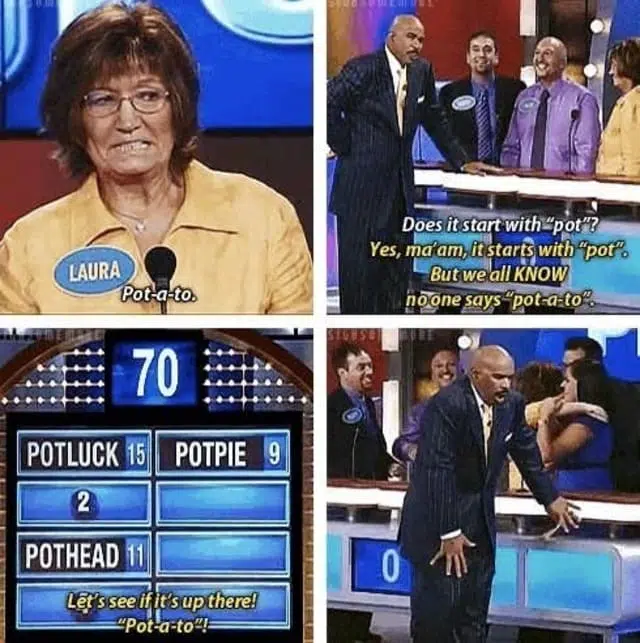 LAURA
Pot-a-to.
Does it start with "pot"?
Yes, ma'am, it starts with "pot".
But we all KNOW
no one says "pot-a-to".
70
POTLUCK 15 POTPIE 9
2
POTHEAD 11
Let's see if it's up there!
"Pot-a-to"!
0